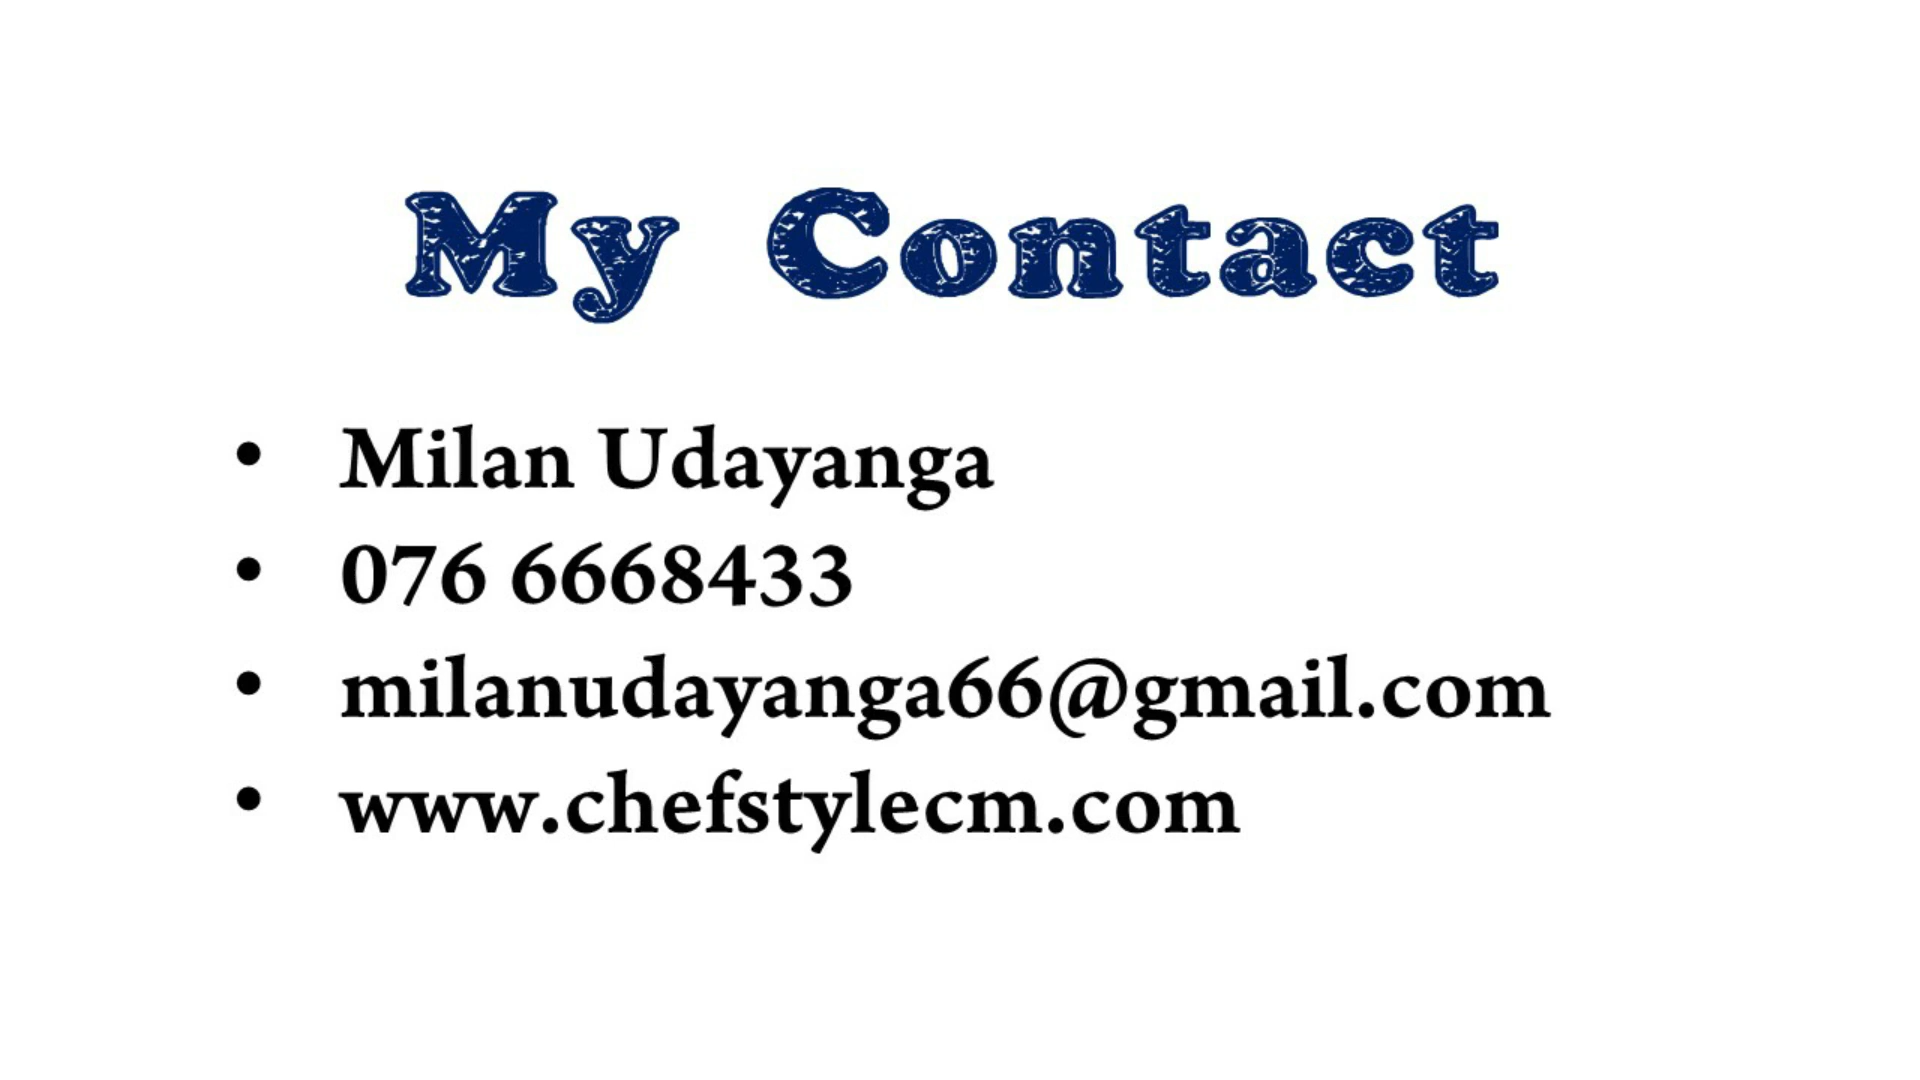 My Contact
• Milan Udayanga
• 076 6668433
• milanudayanga66@gmail.com
• www.chefstylecm.com